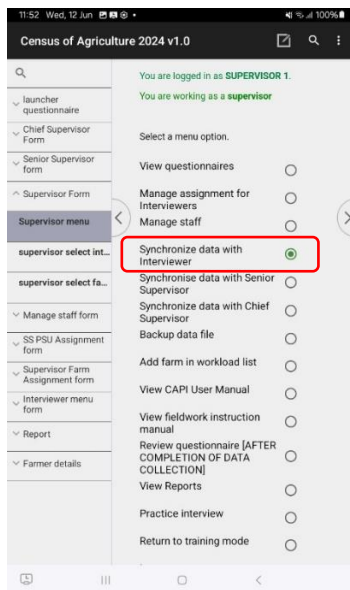 11:52 Wed, 12 Jun
100%
Census of Agriculture 2024 v1.0
You are logged in as SUPERVISOR 1.
You are working as a supervisor
Select a menu option.
launcher
questionnaire
Chief Supervisor
Form
Senior Supervisor
form
Supervisor Form
Supervisor menu
supervisor select int...
supervisor select fa...
Manage staff form
SS PSU Assignment
form
Supervisor Farm
Assignment form
Interviewer menu
form
Report
Farmer details
View questionnaires
Manage assignment for
Interviewers
Manage staff
Synchronize data with
Interviewer
Synchronise data with Senior
Supervisor
Synchronize data with Chief
Supervisor
Backup data file
Add farm in workload list
View CAPI User Manual
View fieldwork instruction
manual
Review questionnaire [AFTER
COMPLETION OF DATA
COLLECTION]
View Reports
Practice interview
Return to training mode